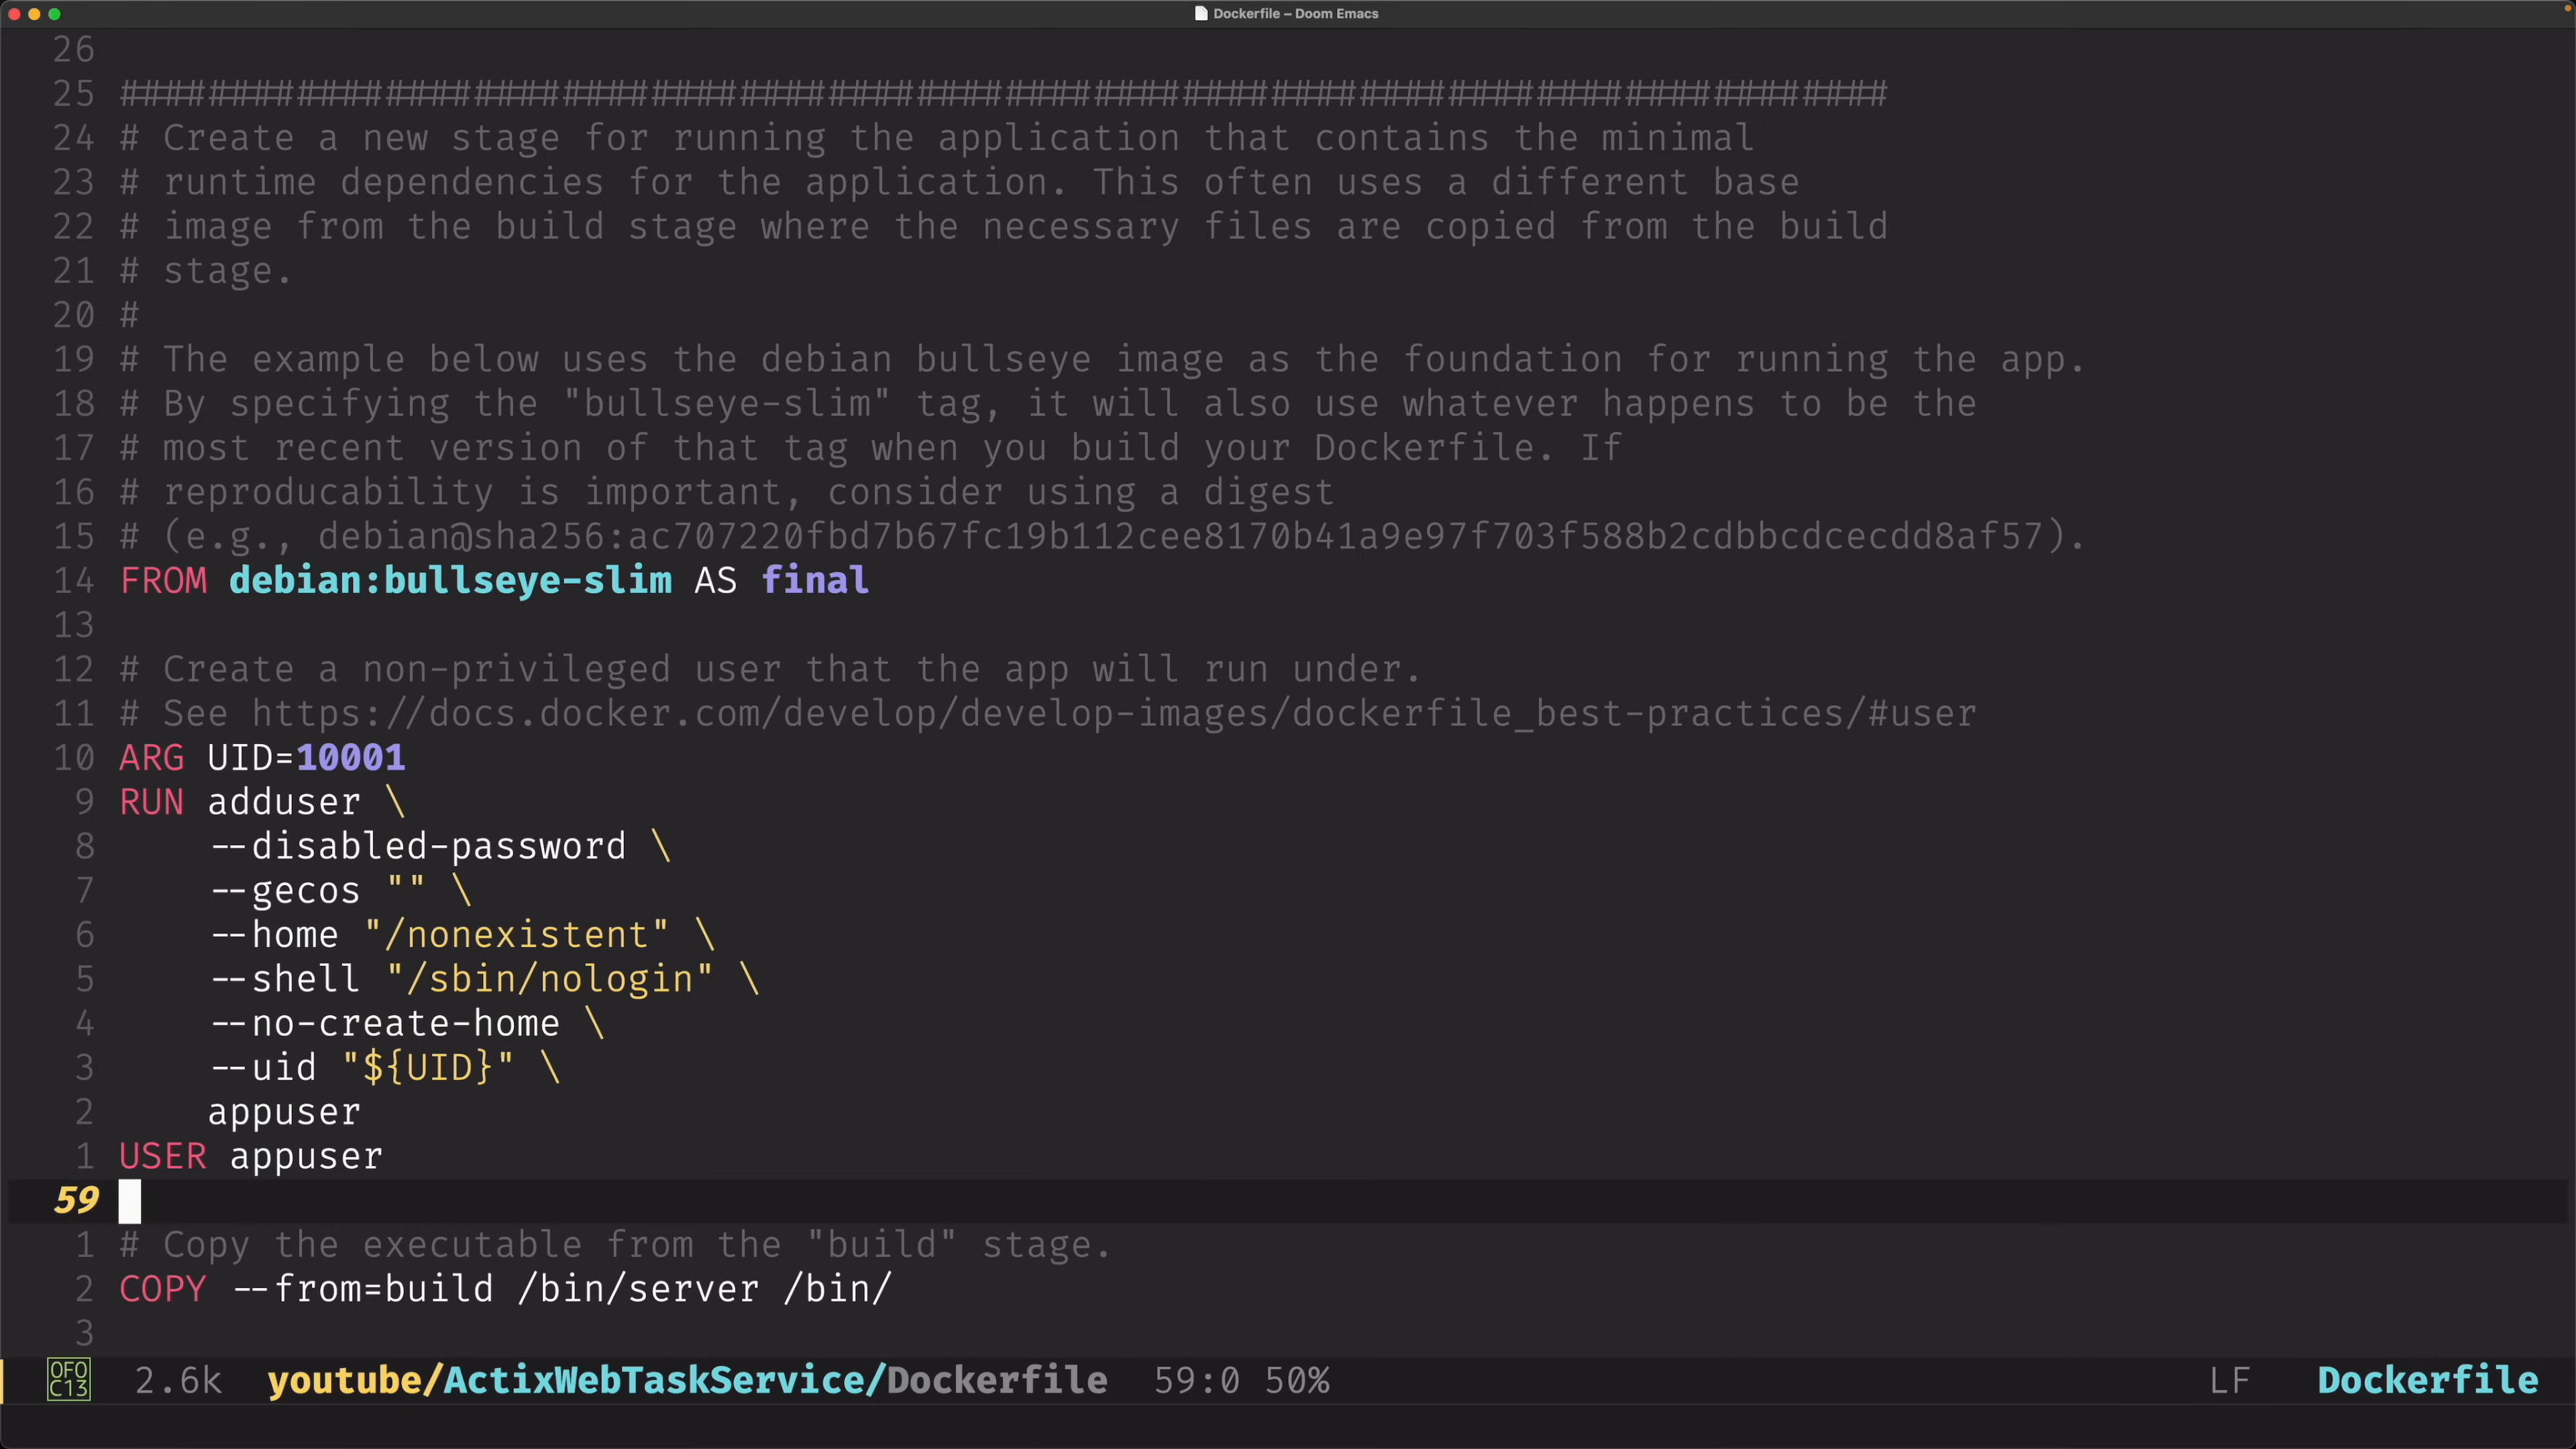 Dockerfile – Doom Emacs
26
25 ################################################################################
24 # Create a new stage for running the application that contains the minimal
23 # runtime dependencies for the application. This often uses a different base
22 # image from the build stage where the necessary files are copied from the build
21 # stage.
20 #
19 # The example below uses the debian bullseye image as the foundation for running the app.
18 # By specifying the "bullseye-slim" tag, it will also use whatever happens to be the
17 # most recent version of that tag when you build your Dockerfile. If
16 # reproducability is important, consider using a digest
15 # (e.g., debian@sha256:ac707220fbd7b67fc19b112cee8170b41a9e97f703f588b2cdbbcdcecdd8af57).
14 FROM debian:bullseye-slim AS final
13
12 # Create a non-privileged user that the app will run under.
11 # See https://docs.docker.com/develop/develop-images/dockerfile_best-practices/#user
10 ARG UID=10001
9 RUN adduser \
8 --disabled-password \
7 --gecos "" \
6 --home "/nonexistent" \
5 --shell "/sbin/nologin" \
4 --no-create-home \
3 --uid "${UID}" \
2 appuser
1 USER appuser
59
1 # Copy the executable from the "build" stage.
2 COPY --from=build /bin/server /bin/
3
0F0C13 2.6k youtube/ActixWebTaskService/Dockerfile 59:0 50% LF Dockerfile